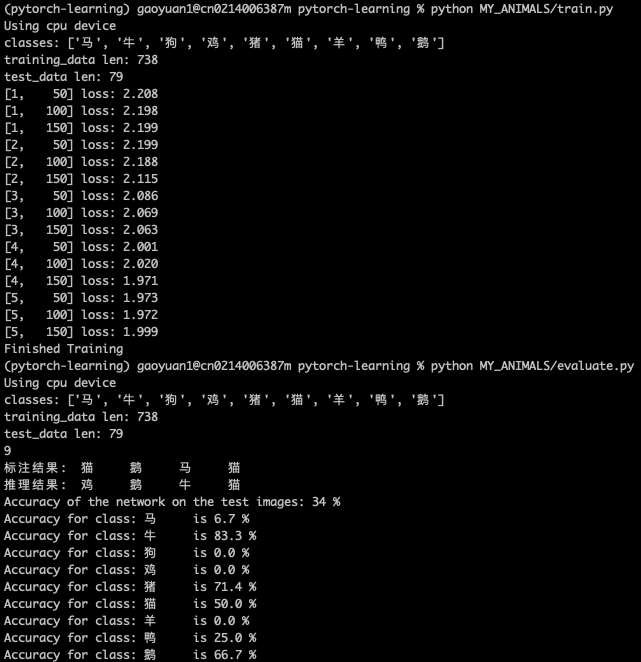 (pytorch-learning) gaoyuan1@cn0214006387m pytorch-learning % python MY_ANIMALS/train.py
Using cpu device
classes: ['马', '牛', '狗', '鸡', '猪', '猫', '羊', '鸭', '鹅']
training_data len: 738
test_data len: 79
[1,    50] loss: 2.208
[1,   100] loss: 2.198
[1,   150] loss: 2.199
[2,    50] loss: 2.199
[2,   100] loss: 2.188
[2,   150] loss: 2.115
[3,    50] loss: 2.086
[3,   100] loss: 2.069
[3,   150] loss: 2.063
[4,    50] loss: 2.001
[4,   100] loss: 2.020
[4,   150] loss: 1.971
[5,    50] loss: 1.973
[5,   100] loss: 1.972
[5,   150] loss: 1.999
Finished Training
(pytorch-learning) gaoyuan1@cn0214006387m pytorch-learning % python MY_ANIMALS/evaluate.py
Using cpu device
classes: ['马', '牛', '狗', '鸡', '猪', '猫', '羊', '鸭', '鹅']
training_data len: 738
test_data len: 79
9
标注结果: 猫     鹅     马     猫
推理结果: 鸡     鹅     牛     猫
Accuracy of the network on the test images: 34 %
Accuracy for class: 马     is 6.7 %
Accuracy for class: 牛     is 83.3 %
Accuracy for class: 狗     is 0.0 %
Accuracy for class: 鸡     is 0.0 %
Accuracy for class: 猪     is 71.4 %
Accuracy for class: 猫     is 50.0 %
Accuracy for class: 羊     is 0.0 %
Accuracy for class: 鸭     is 25.0 %
Accuracy for class: 鹅     is 66.7 %